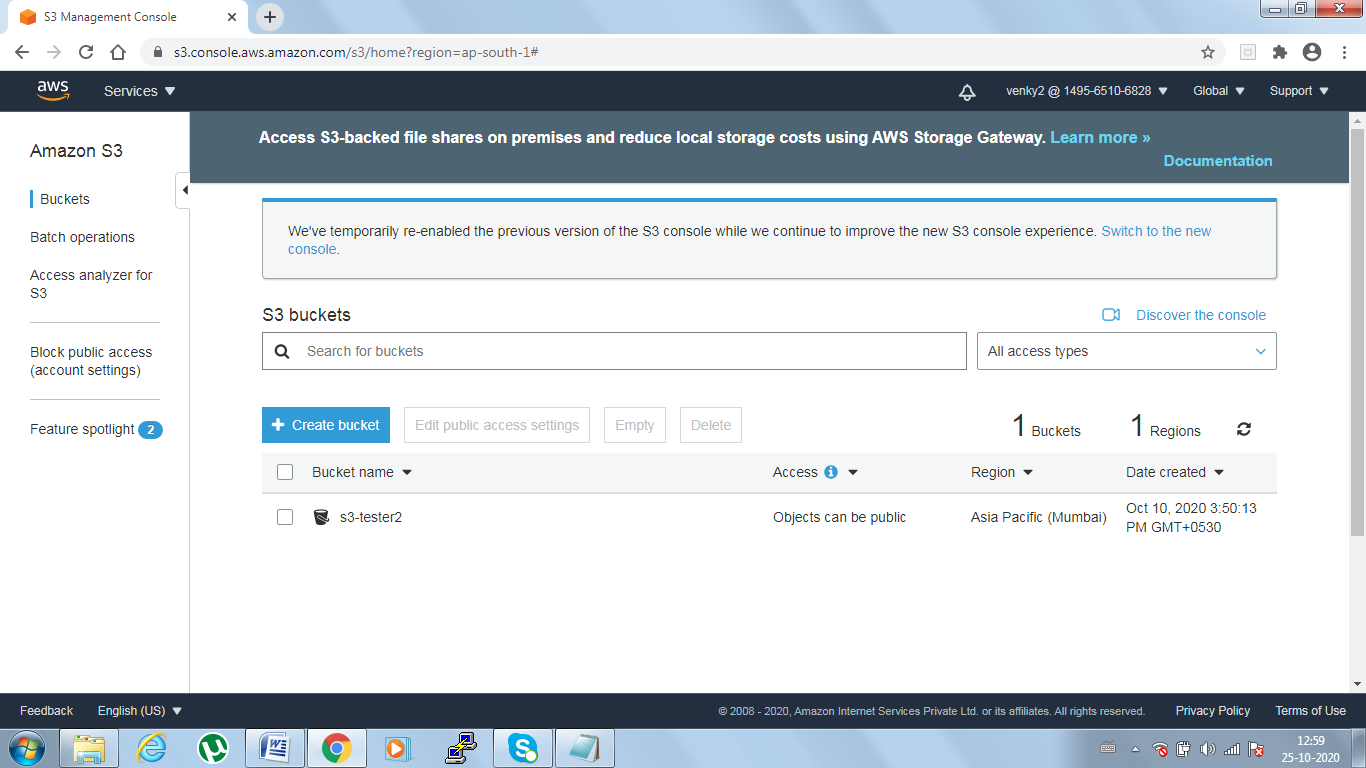 S3 Management Console
s3.console.aws.amazon.com/s3/home?region=ap-south-1#
aws
Services
venky2 @ 1495-6510-6828
Global
Support
Amazon S3
Buckets
Batch operations
Access analyzer for
S3
Block public access
(account settings)
Feature spotlight 2
Access S3-backed file shares on premises and reduce local storage costs using AWS Storage Gateway. Learn more »
Documentation
We've temporarily re-enabled the previous version of the S3 console while we continue to improve the new S3 console experience. Switch to the new
console.
S3 buckets
Discover the console
Search for buckets
All access types
Create bucket
Edit public access settings
Empty
Delete
1 Buckets
1 Regions
Bucket name
Access
Region
Date created
s3-tester2
Objects can be public
Asia Pacific (Mumbai)
Oct 10, 2020 3:50:13
PM GMT+0530
Feedback
English (US)
© 2008 - 2020, Amazon Internet Services Private Ltd. or its affiliates. All rights reserved.
Privacy Policy
Terms of Use
12:59
25-10-2020